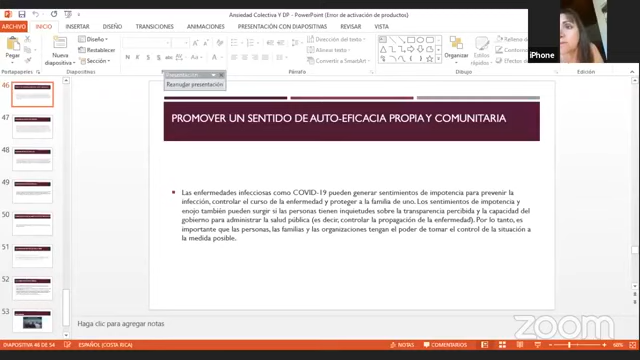 Ansiedad Colectiva Y DP - PowerPoint (Error de activación de productos)
ARCHIVO INICIO INSERTAR DISEÑO TRANSICIONES ANIMACIONES PRESENTACIÓN CON DIAPOSITIVAS REVISAR VISTA
Pegar
Nueva diapositiva
Diseño
Restablecer
Sección
Dirección del texto
Alinear texto
Convertir a SmartArt
Organizar
Estilos rápidos
Portapapeles
Diapositivas
Párrafo
Reanudar presentación
iPhone
46
47
48
49
50
51
52
53
PROMOVER UN SENTIDO DE AUTO-EFICACIA PROPIA Y COMUNITARIA
Las enfermedades infecciosas como COVID-19 pueden generar sentimientos de impotencia para prevenir la
infección, controlar el curso de la enfermedad y proteger a la familia de uno. Los sentimientos de impotencia y
enojo también pueden surgir si las personas tienen inquietudes sobre la transparencia percibida y la capacidad del
gobierno para administrar la salud pública (es decir, controlar la propagación de la enfermedad). Por lo tanto, es
importante que las personas, las familias y las organizaciones tengan el poder de tomar el control de la situación a
la medida posible.
Haga clic para agregar notas
zoom
DIAPOSITIVA 46 DE 54 ESPAÑOL (COSTA RICA) NOTAS COMENTARIOS 68%